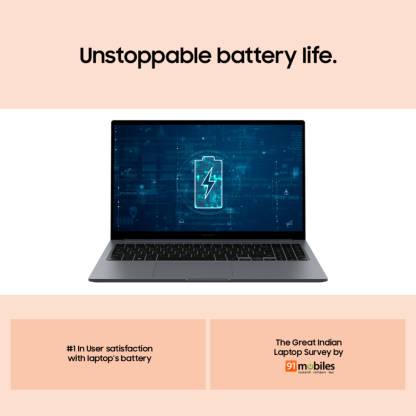 Unstoppable battery life.
#1 In User satisfaction
with laptop's battery
The Great Indian
Laptop Survey by
91mobiles